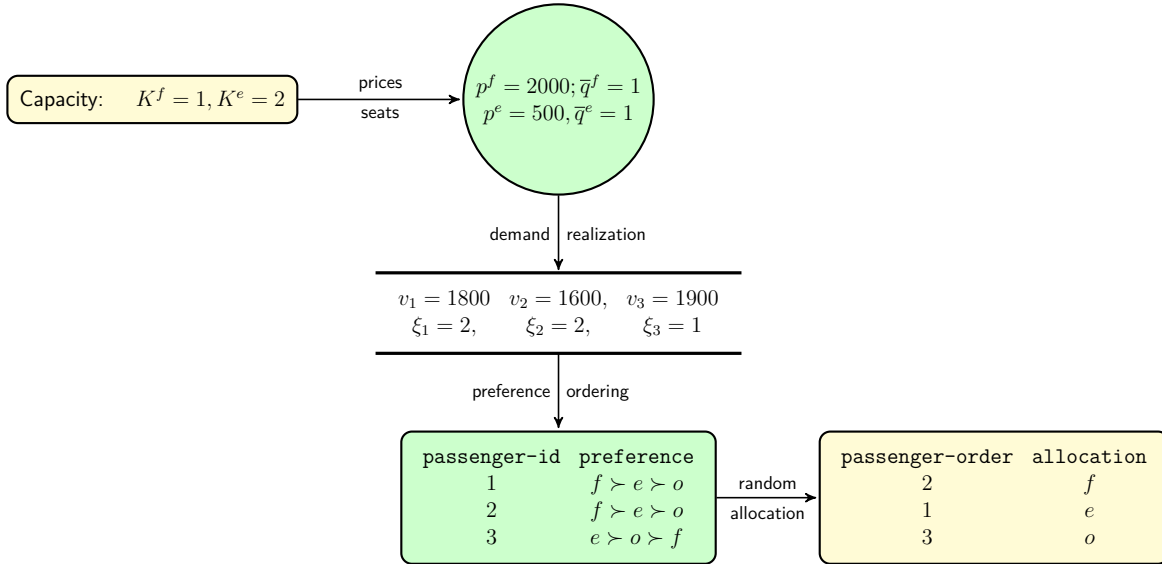 Capacity: K^f = 1, K^e = 2
prices
seats
p^f = 2000; q̅^f = 1
p^e = 500, q̅^e = 1
demand realization
v_1 = 1800 v_2 = 1600, v_3 = 1900
ξ_1 = 2, ξ_2 = 2, ξ_3 = 1
preference ordering
passenger-id preference
1 f ≻ e ≻ o
2 f ≻ e ≻ o
3 e ≻ o ≻ f
random
allocation
passenger-order allocation
2 f
1 e
3 o